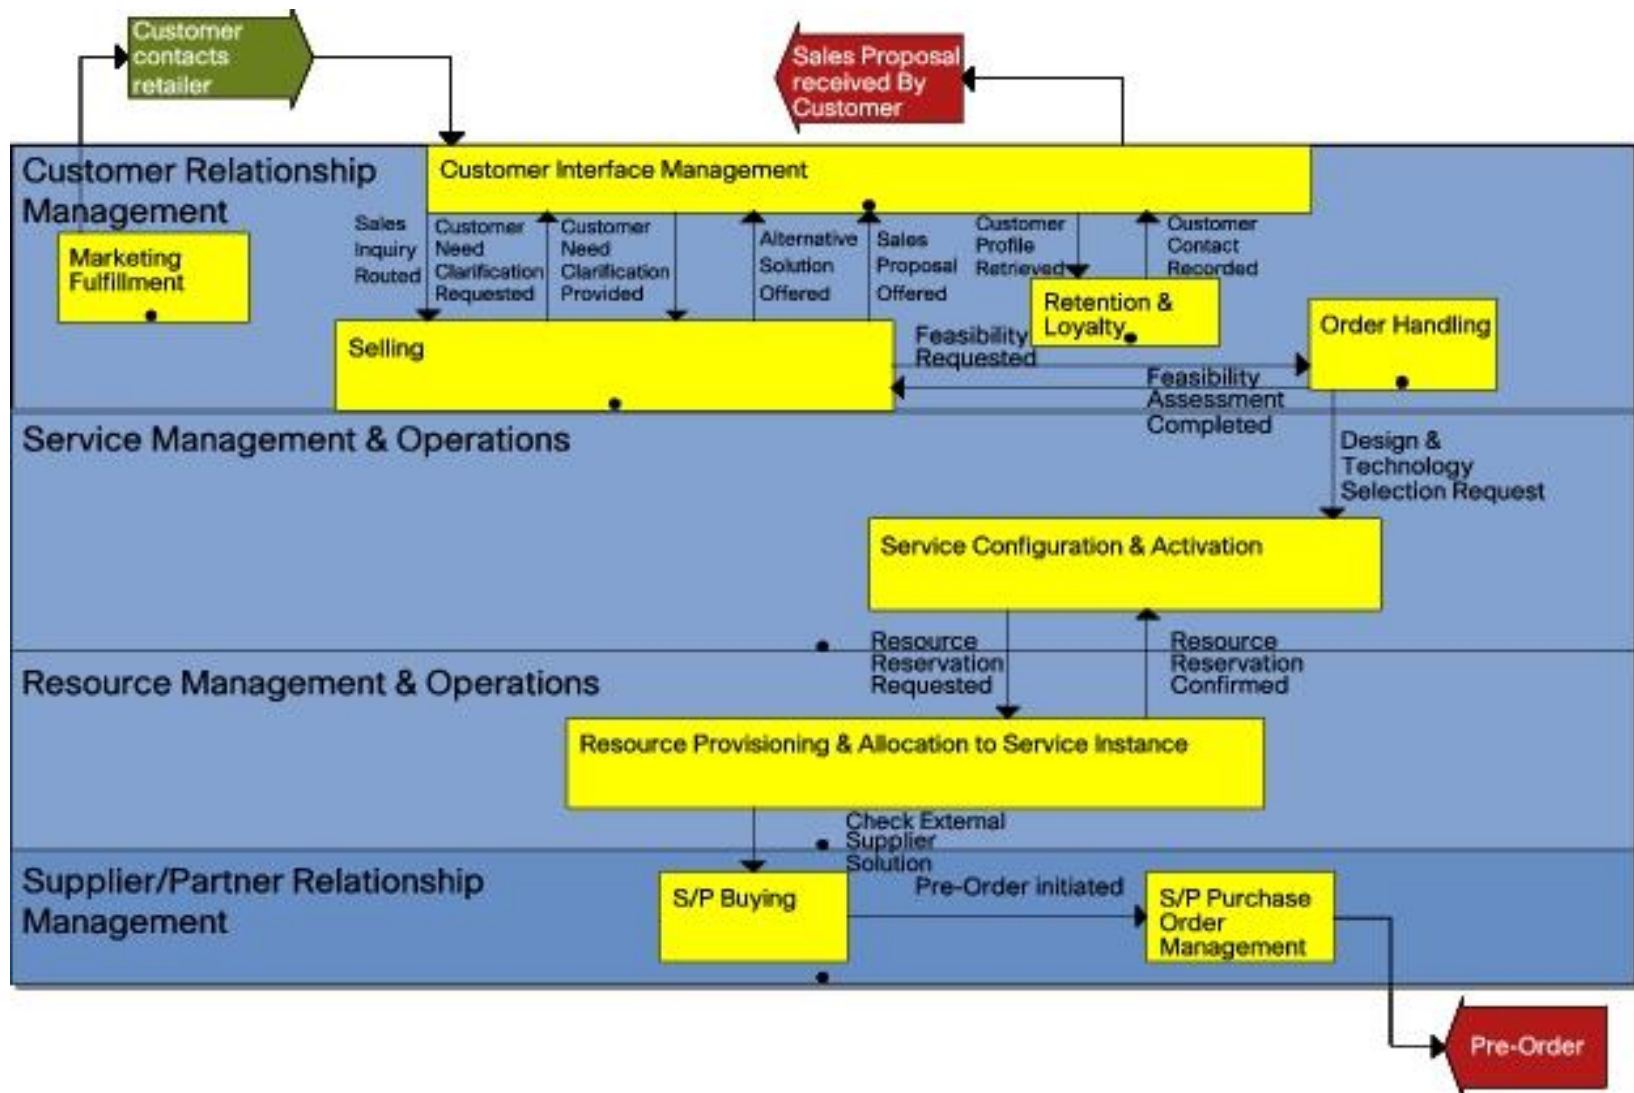 Customer
contacts
retailer
Sales Proposal
received By
Customer
Customer Relationship
Management
Customer Interface Management
Marketing
Fulfillment
Sales
Inquiry
Routed
Customer
Need
Clarification
Requested
Customer
Need
Clarification
Provided
Alternative
Solution
Offered
Sales
Proposal
Offered
Customer
Profile
Retrieved
Customer
Contact
Recorded
Retention &
Loyalty
Order Handling
Selling
Feasibility
Requested
Feasibility
Assessment
Completed
Service Management & Operations
Design &
Technology
Selection Request
Service Configuration & Activation
Resource
Reservation
Requested
Resource
Reservation
Confirmed
Resource Management & Operations
Resource Provisioning & Allocation to Service Instance
Check External
Supplier
Solution
Supplier/Partner Relationship
Management
S/P Buying
Pre-Order initiated
S/P Purchase
Order
Management
Pre-Order